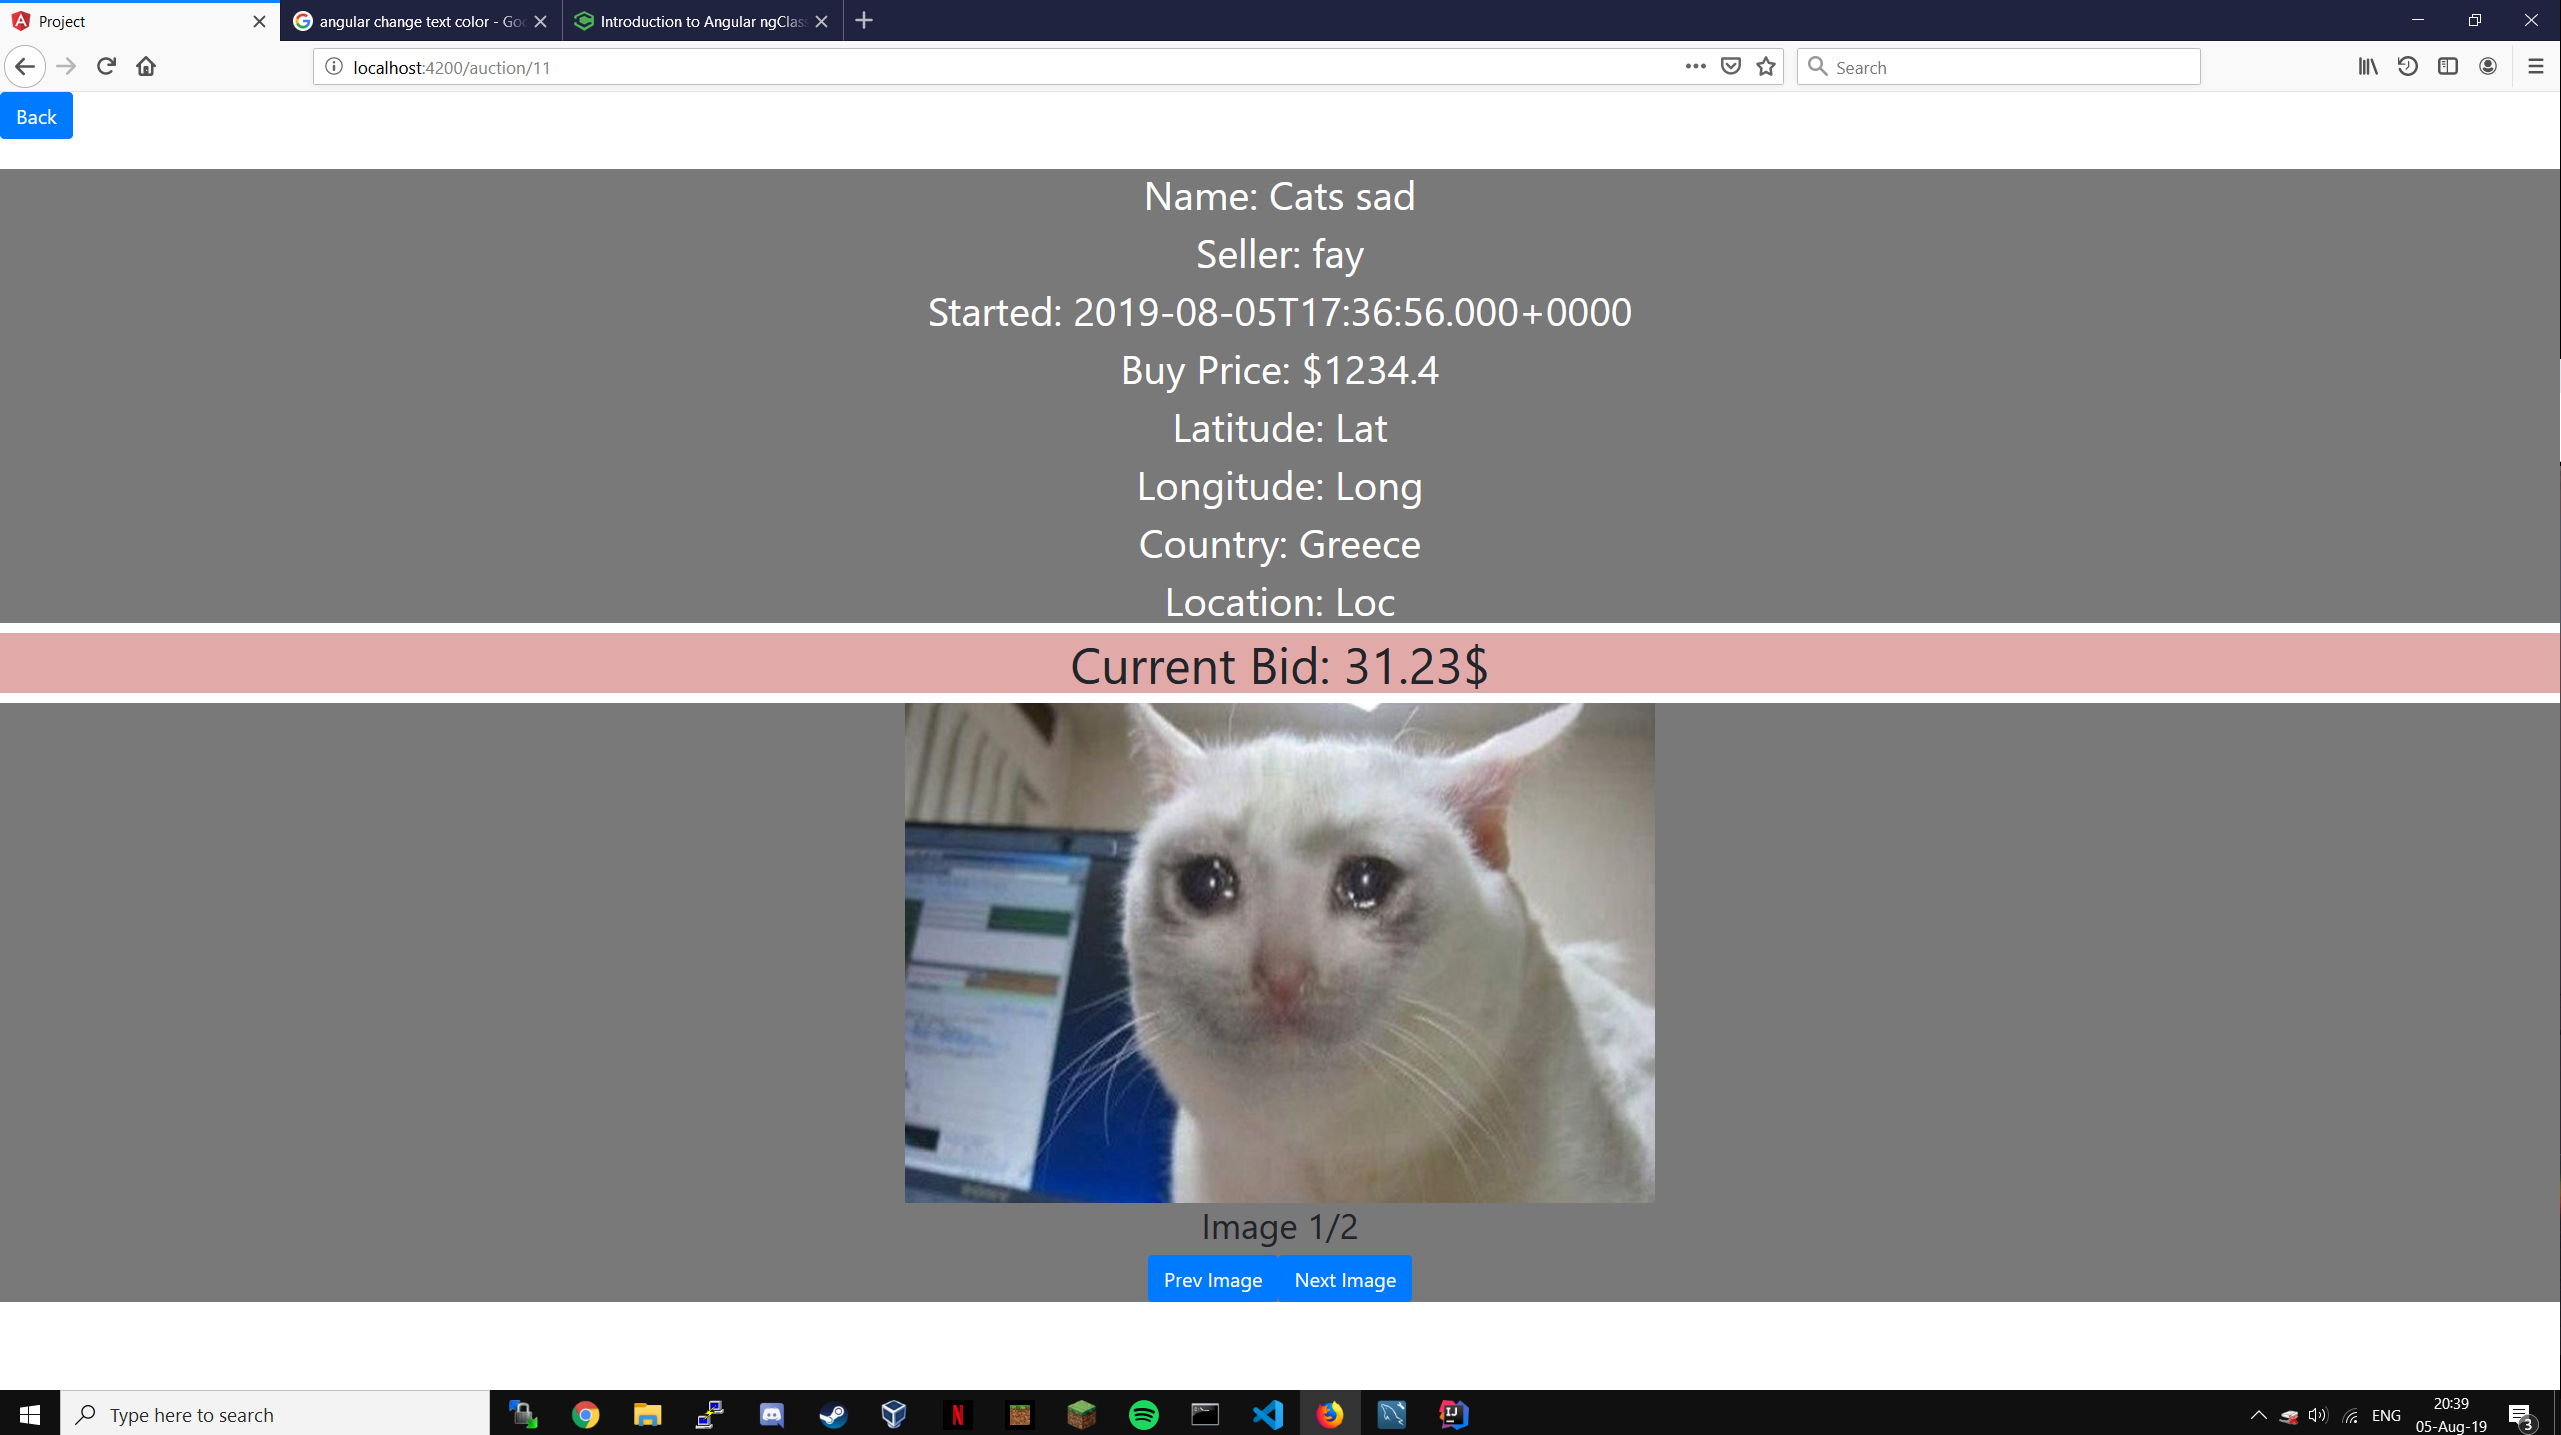 Project
angular change text color - Goo
Introduction to Angular ngClass
localhost:4200/auction/11
Search
Back
Name: Cats sad
Seller: fay
Started: 2019-08-05T17:36:56.000+0000
Buy Price: $1234.4
Latitude: Lat
Longitude: Long
Country: Greece
Location: Loc
Current Bid: 31.23$
Image 1/2
Prev Image
Next Image
Type here to search
ENG
20:39
05-Aug-19
3